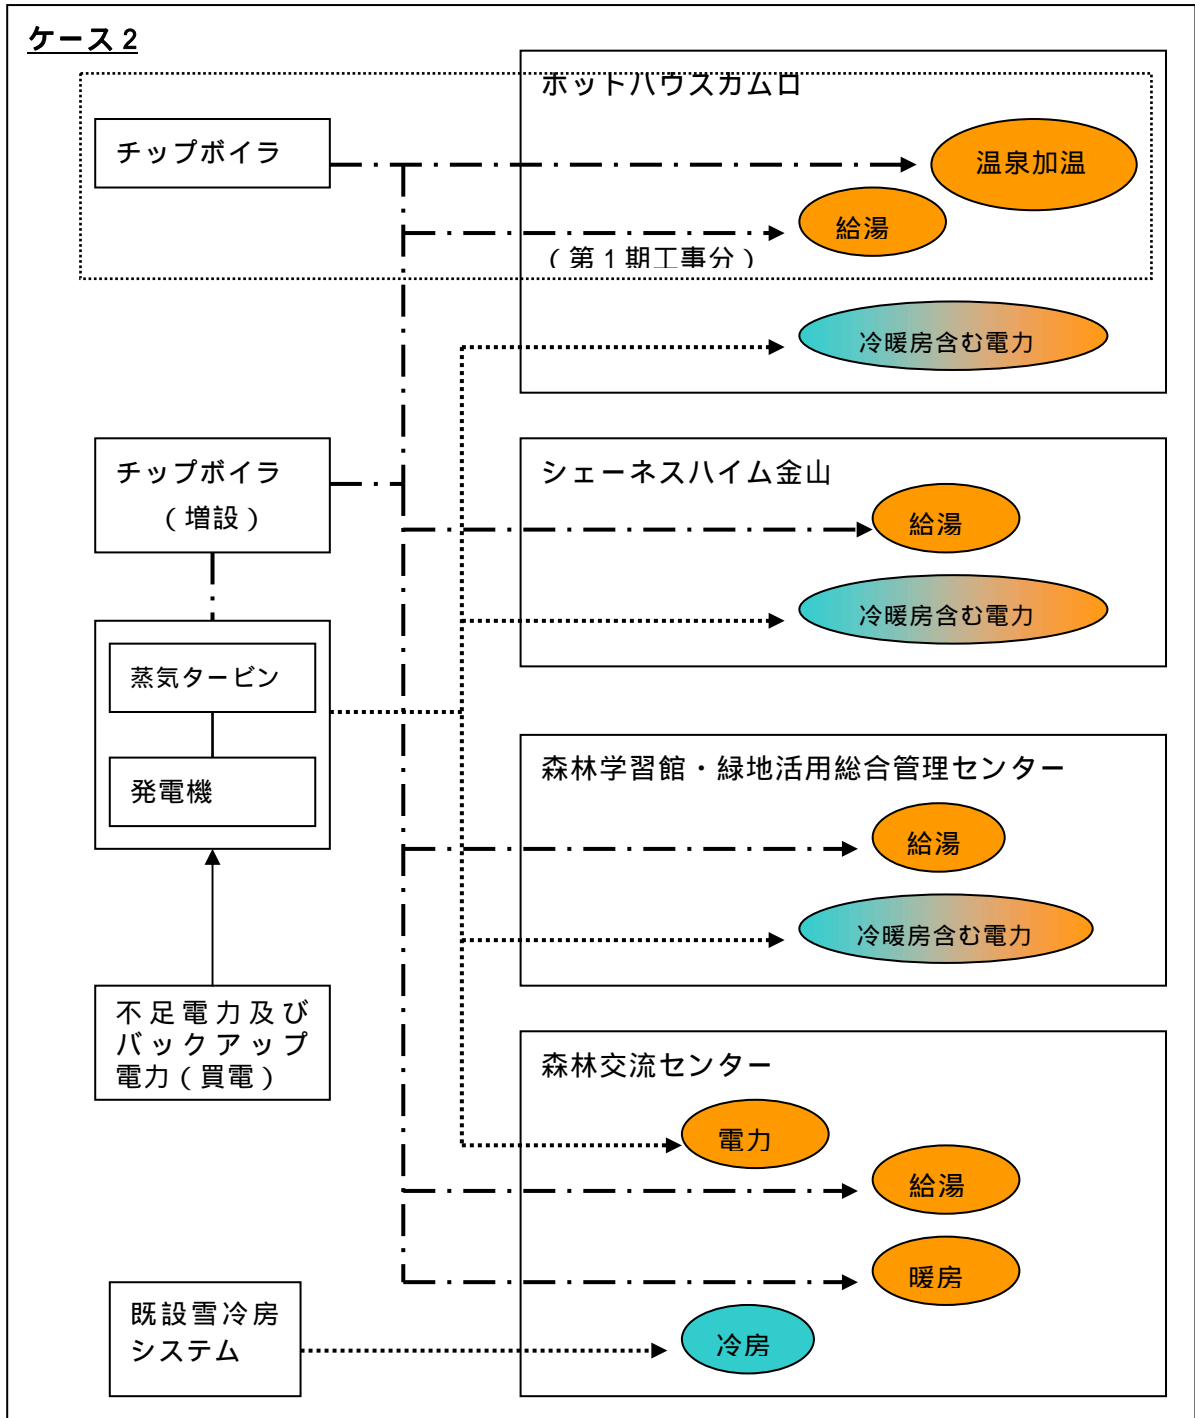 ケース2
ホットハウスカムロ
チップボイラ
温泉加温
給湯
(第1期工事分)
冷暖房含む電力
チップボイラ
(増設)
シェーネスハイム金山
給湯
冷暖房含む電力
蒸気タービン
発電機
森林学習館・緑地活用総合管理センター
給湯
冷暖房含む電力
不足電力及び
バックアップ
電力(買電)
森林交流センター
電力
給湯
暖房
既設雪冷房
システム
冷房